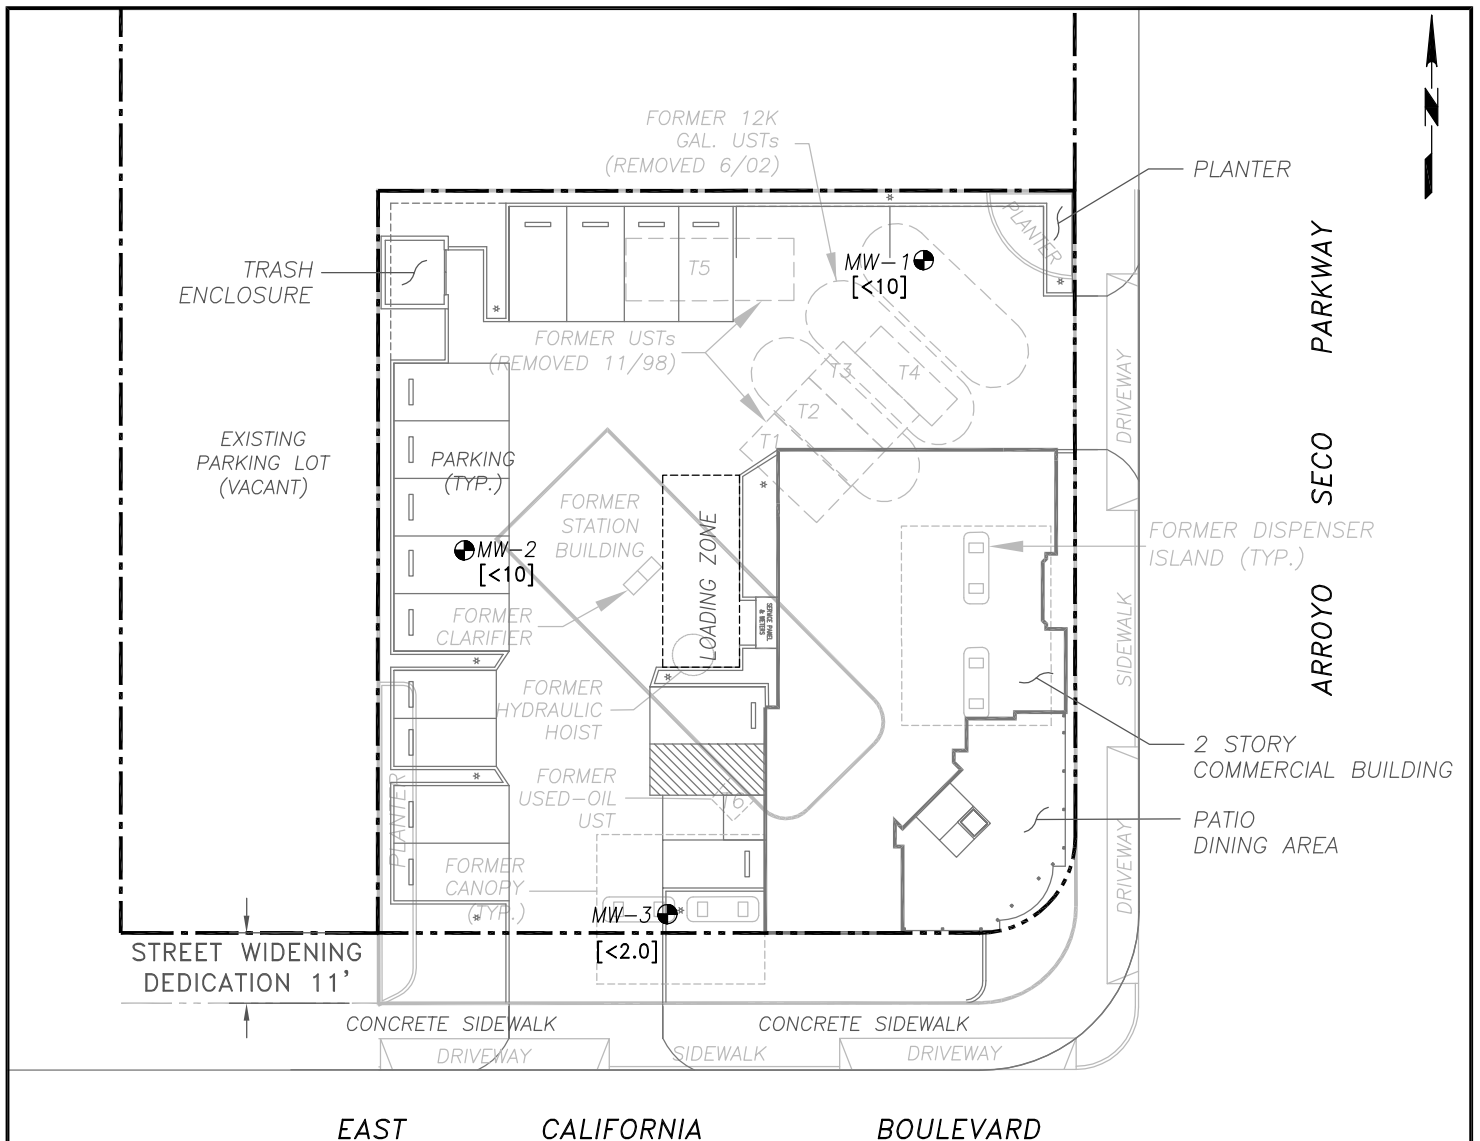 N
FORMER 12K
GAL. USTs
(REMOVED 6/02)
PLANTER
PLANTER
TRASH
ENCLOSURE
T5
MW-1
[<10]
FORMER USTs
(REMOVED 11/98)
T3
T4
T2
T1
DRIVEWAY
ARROYO SECO PARKWAY
EXISTING
PARKING LOT
(VACANT)
PARKING
(TYP.)
FORMER
STATION
BUILDING
LOADING ZONE
FORMER DISPENSER
ISLAND (TYP.)
MW-2
[<10]
FORMER
CLARIFIER
SERVICE PANEL
& METERS
SIDEWALK
FORMER
HYDRAULIC
HOIST
2 STORY
COMMERCIAL BUILDING
FORMER
USED-OIL
UST
T6
PLANTER
PATIO
DINING AREA
DRIVEWAY
FORMER
CANOPY
(TYP.)
MW-3
[<2.0]
STREET WIDENING
DEDICATION 11'
CONCRETE SIDEWALK
CONCRETE SIDEWALK
DRIVEWAY
SIDEWALK
DRIVEWAY
EAST CALIFORNIA BOULEVARD